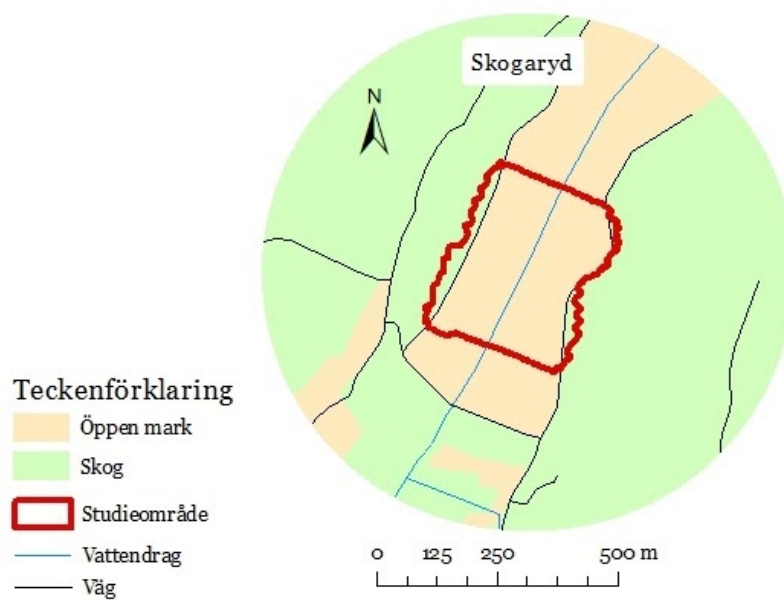 Skogaryd
N
Teckenförklaring
Öppen mark
Skog
Studieområde
Vattendrag
Väg
0 125 250 500 m